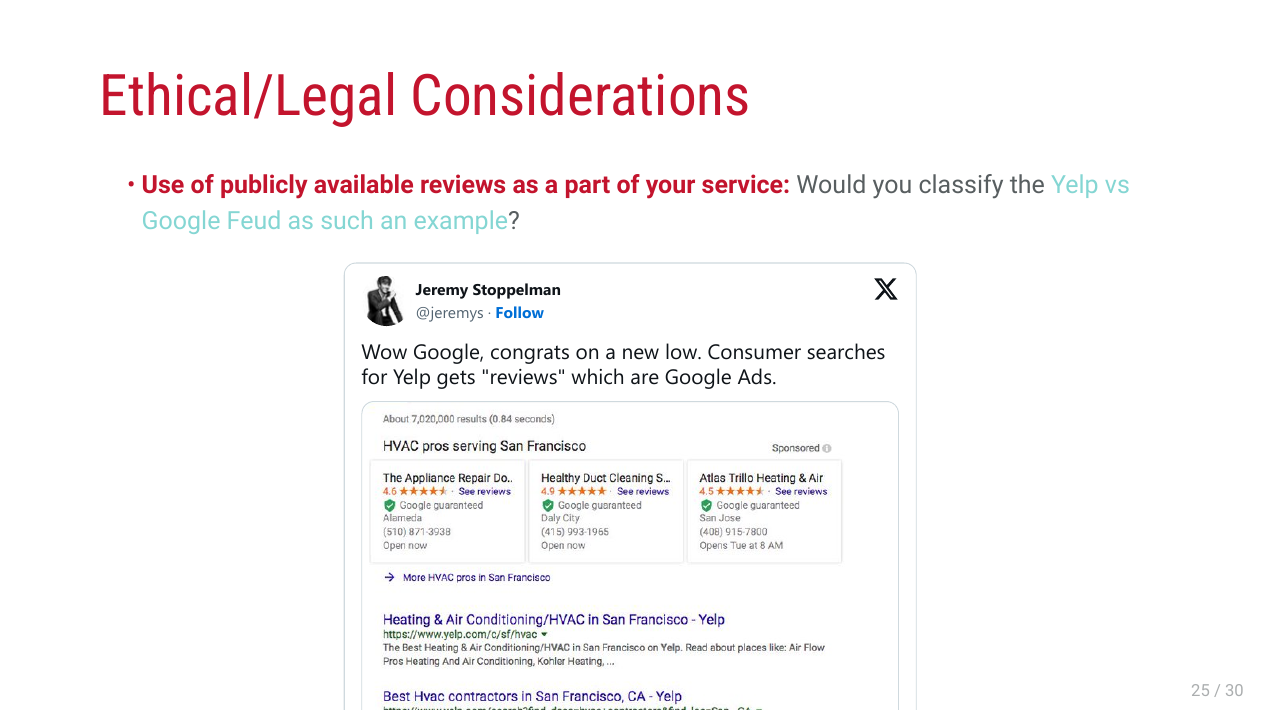 Ethical/Legal Considerations
• Use of publicly available reviews as a part of your service: Would you classify the Yelp vs
Google Feud as such an example?
Jeremy Stoppelman
@jeremys · Follow
Wow Google, congrats on a new low. Consumer searches
for Yelp gets "reviews" which are Google Ads.
About 7,020,000 results (0.84 seconds)
HVAC pros serving San Francisco
Sponsored
The Appliance Repair Do..
4.6 · See reviews
Google guaranteed
Alameda
(510) 871-3938
Open now
Healthy Duct Cleaning S...
4.9 · See reviews
Google guaranteed
Daly City
(415) 993-1965
Open now
Atlas Trillo Heating & Air
4.5 · See reviews
Google guaranteed
San Jose
(408) 915-7800
Opens Tue at 8 AM
→ More HVAC pros in San Francisco
Heating & Air Conditioning/HVAC in San Francisco - Yelp
https://www.yelp.com/c/sf/hvac
The Best Heating & Air Conditioning/HVAC in San Francisco on Yelp. Read about places like: Air Flow
Pros Heating And Air Conditioning, Kohler Heating, ...
Best Hvac contractors in San Francisco, CA - Yelp
25 / 30